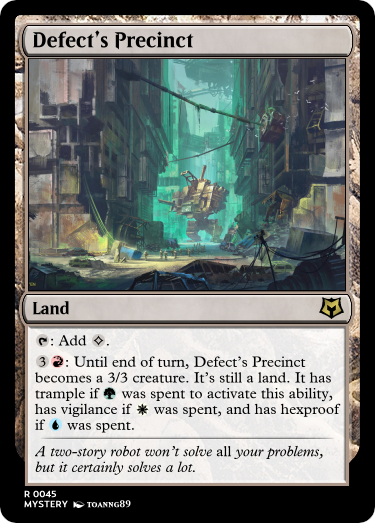 Defect's Precinct
Land
: Add .
3 : Until end of turn, Defect's Precinct
becomes a 3/3 creature. It's still a land. It has
trample if was spent to activate this ability,
has vigilance if was spent, and has hexproof
if was spent.
A two-story robot won't solve all your problems,
but it certainly solves a lot.
R 0045
MYSTERY TOANNG89